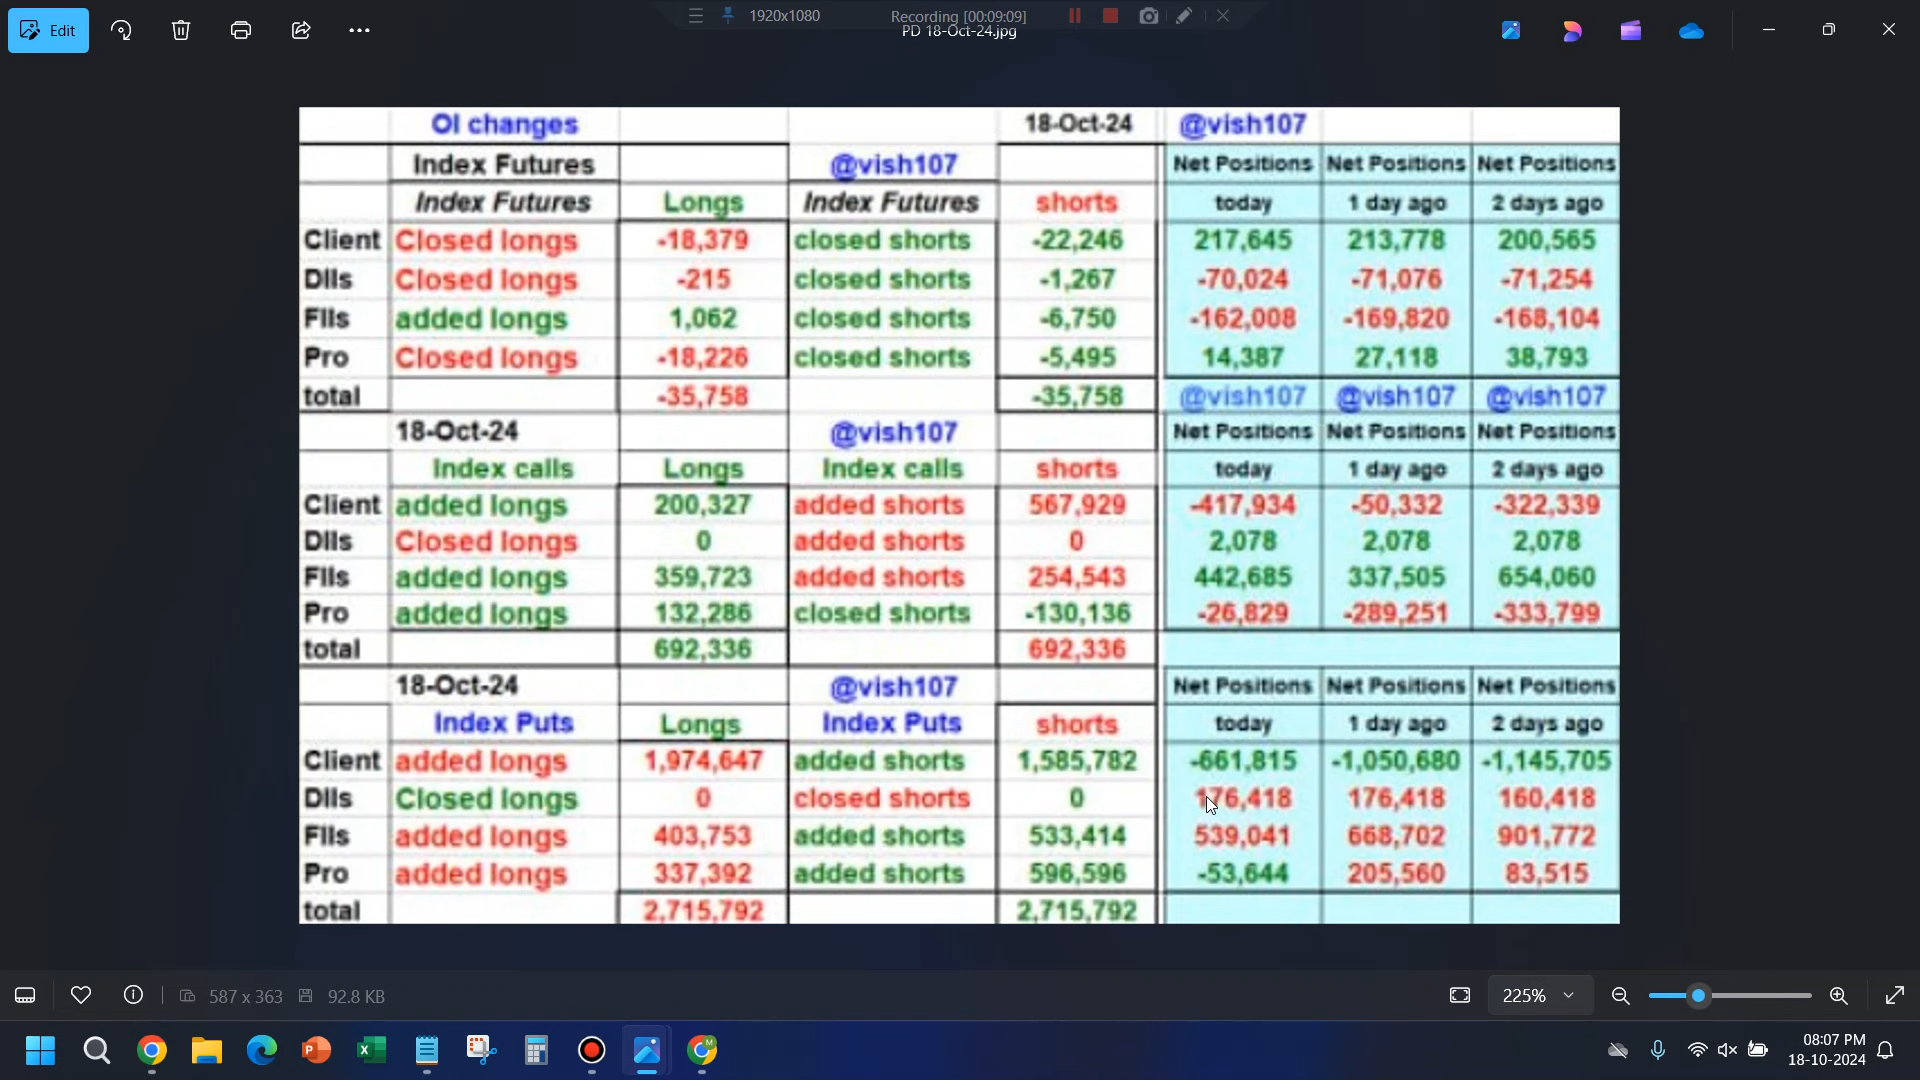 1920x1080 Recording [00:09:09]
Edit PD 18-Oct-24.jpg
OI changes 18-Oct-24 @vish107
Index Futures @vish107 Net Positions Net Positions Net Positions
Index Futures Longs Index Futures shorts today 1 day ago 2 days ago
Client Closed longs -18,379 closed shorts -22,246 217,645 213,778 200,565
DIIs Closed longs -215 closed shorts -1,267 -70,024 -71,076 -71,254
FIIs added longs 1,062 closed shorts -6,750 -162,008 -169,820 -168,104
Pro Closed longs -18,226 closed shorts -5,495 14,387 27,118 38,793
total -35,758 -35,758 @vish107 @vish107 @vish107
18-Oct-24 @vish107 Net Positions Net Positions Net Positions
Index calls Longs Index calls shorts today 1 day ago 2 days ago
Client added longs 200,327 added shorts 567,929 -417,934 -50,332 -322,339
DIIs Closed longs 0 added shorts 0 2,078 2,078 2,078
FIIs added longs 359,723 added shorts 254,543 442,685 337,505 654,060
Pro added longs 132,286 closed shorts -130,136 -26,829 -289,251 -333,799
total 692,336 692,336
18-Oct-24 @vish107 Net Positions Net Positions Net Positions
Index Puts Longs Index Puts shorts today 1 day ago 2 days ago
Client added longs 1,974,647 added shorts 1,585,782 -661,815 -1,050,680 -1,145,705
DIIs Closed longs 0 closed shorts 0 176,418 176,418 160,418
FIIs added longs 403,753 added shorts 533,414 539,041 668,702 901,772
Pro added longs 337,392 added shorts 596,596 -53,644 205,560 83,515
total 2,715,792 2,715,792
587 x 363 92.8 KB 225%
08:07 PM
18-10-2024